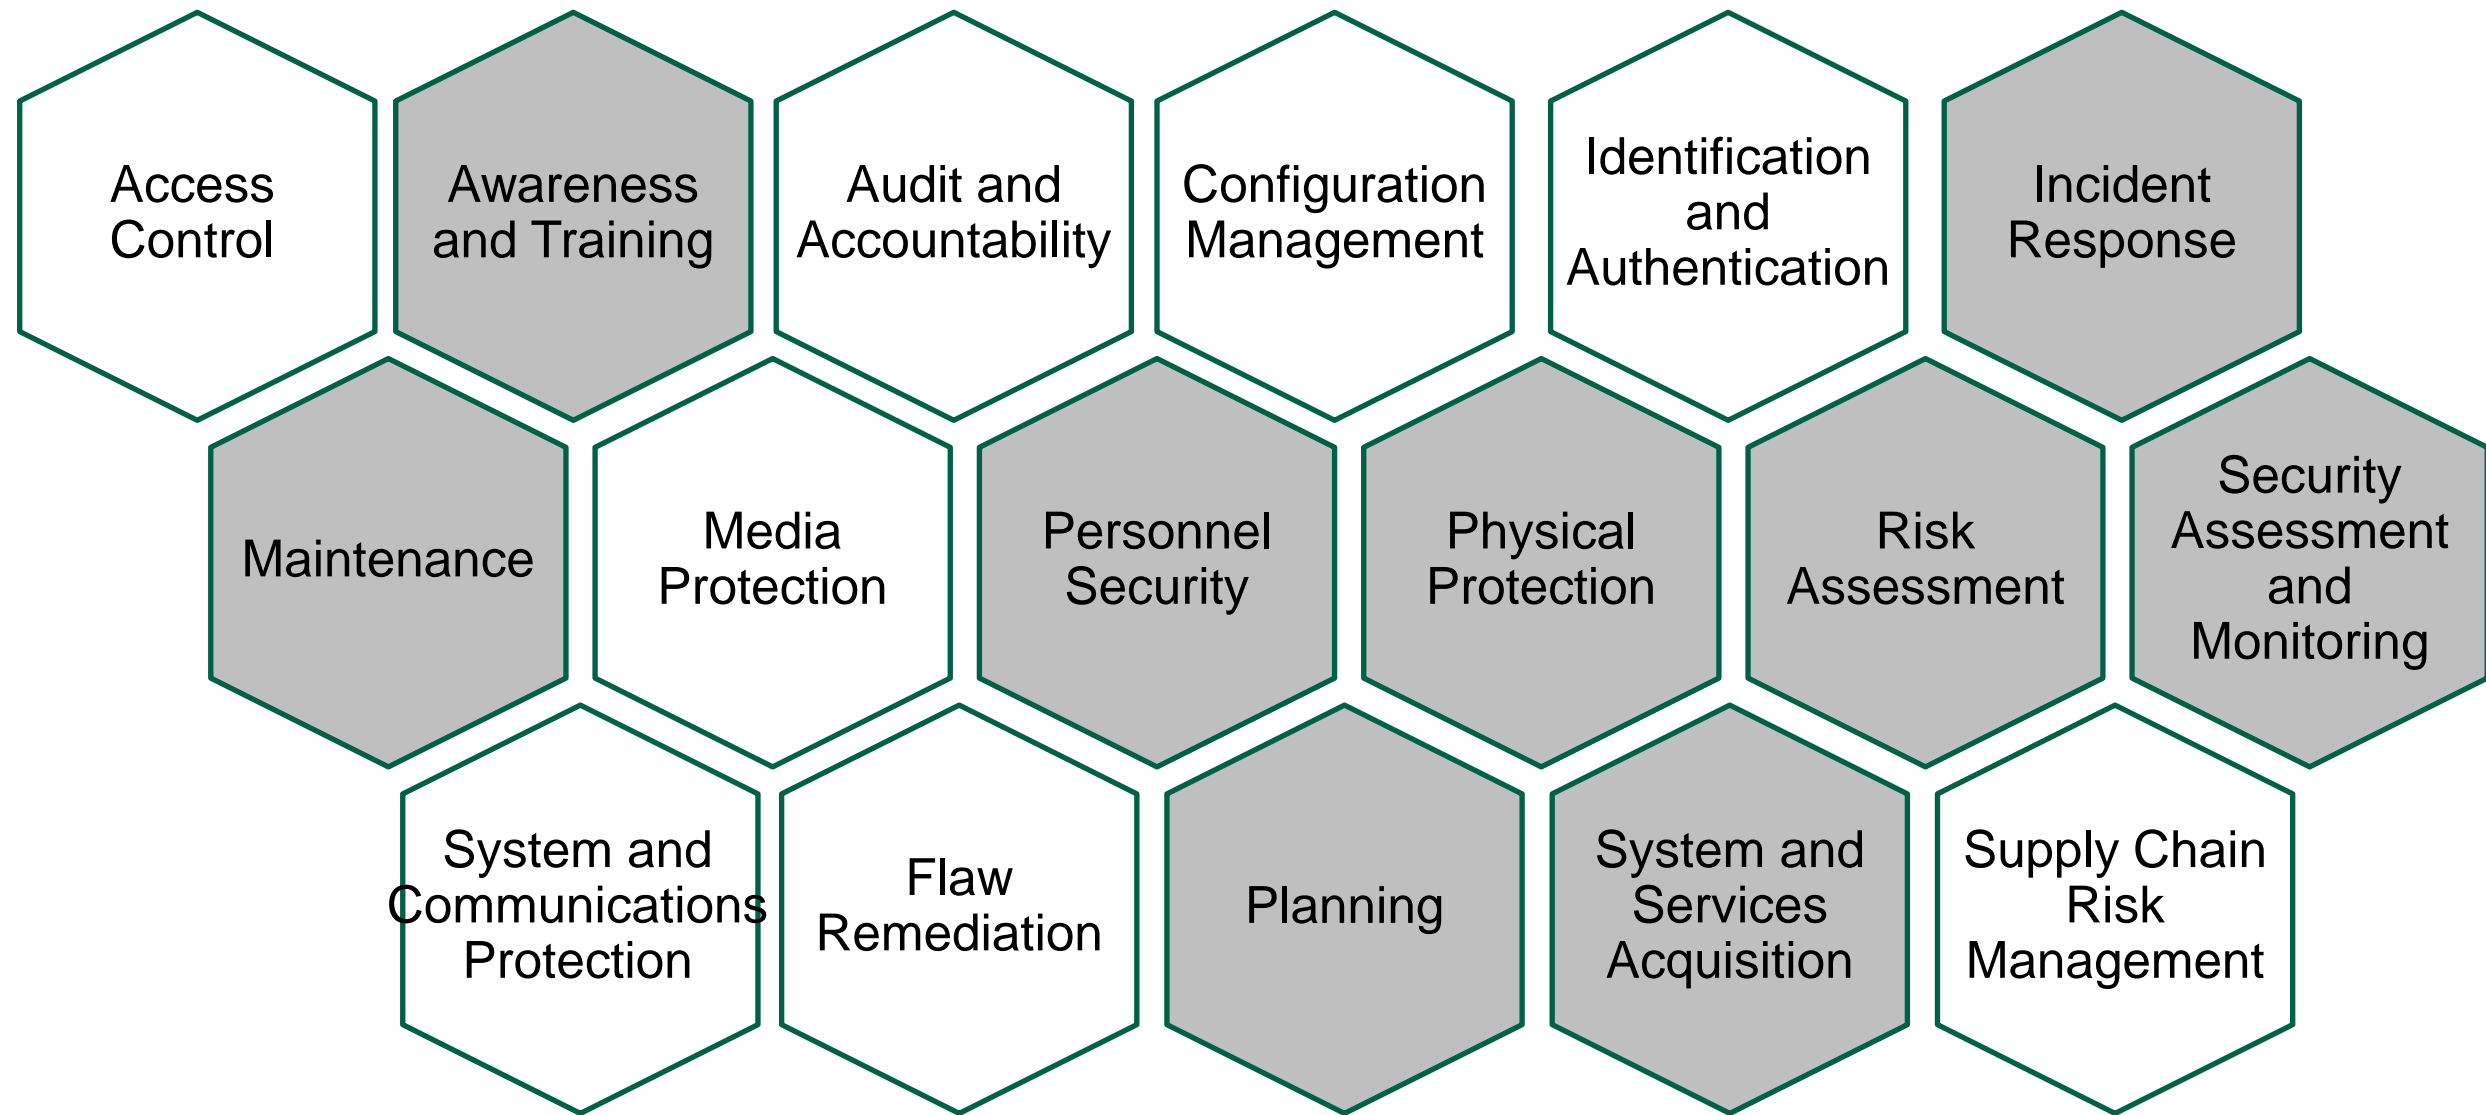 Access
Control
Awareness
and Training
Audit and
Accountability
Configuration
Management
Identification
and
Authentication
Incident
Response
Maintenance
Media
Protection
Personnel
Security
Physical
Protection
Risk
Assessment
Security
Assessment
and
Monitoring
System and
Communications
Protection
Flaw
Remediation
Planning
System and
Services
Acquisition
Supply Chain
Risk
Management